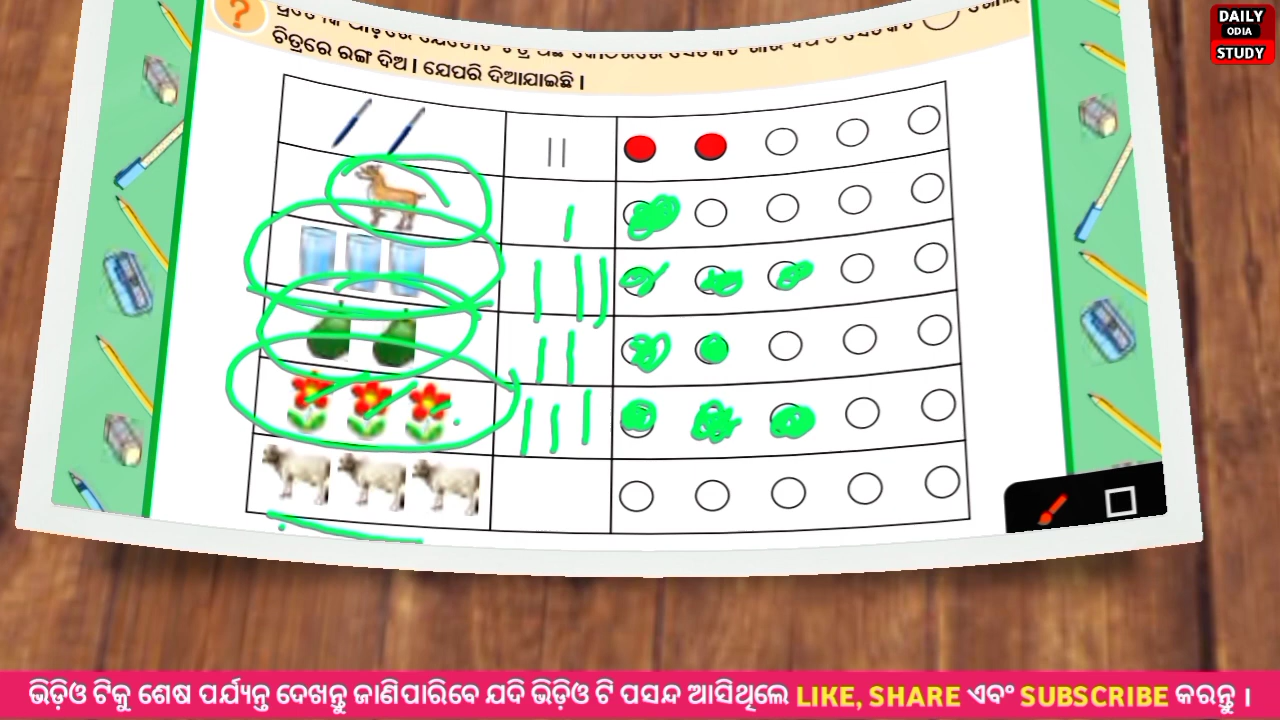 DAILY
ODIA
STUDY
?
ଚିତ୍ରରେ ରଙ୍ଗ ଦିଅ । ଯେପରି ଦିଆଯାଇଛି ।
ଭିଡ଼ିଓ ଟିକୁ ଶେଷ ପର୍ଯ୍ୟନ୍ତ ଦେଖନ୍ତୁ ଜାଣିପାରିବେ ଯଦି ଭିଡ଼ିଓ ଟି ପସନ୍ଦ ଆସିଥିଲେ LIKE, SHARE ଏବଂ SUBSCRIBE କରନ୍ତୁ ।